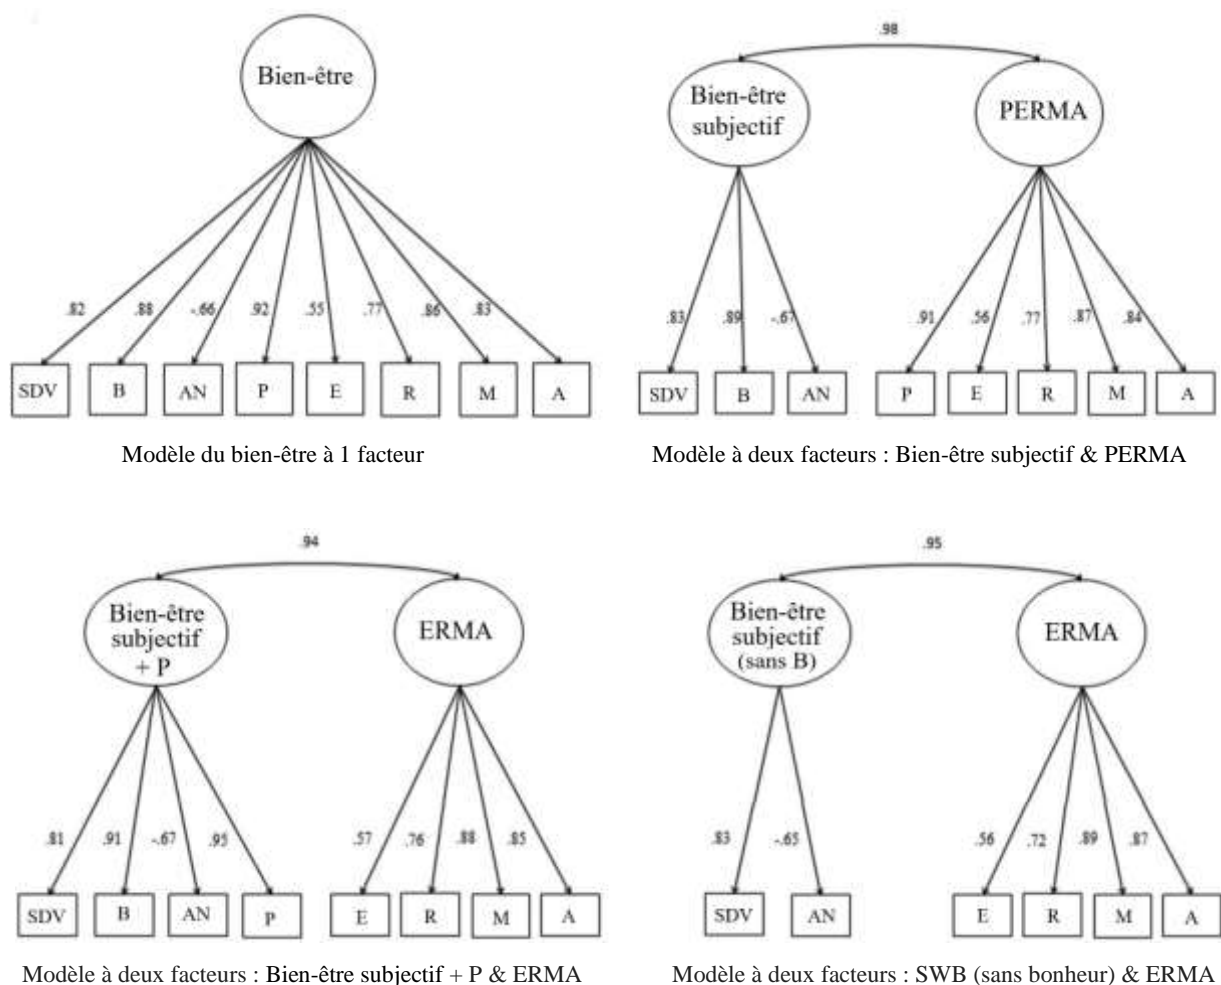 Bien-être
.82 .88 -.66 .92 .55 .77 .86 .83
SDV B AN P E R M A
Modèle du bien-être à 1 facteur
.98
Bien-être
subjectif
PERMA
.83 .89 -.67 .91 .56 .77 .87 .84
SDV B AN P E R M A
Modèle à deux facteurs : Bien-être subjectif & PERMA
.94
Bien-être
subjectif
+ P
ERMA
.81 .91 -.67 .95 .57 .76 .88 .85
SDV B AN P E R M A
Modèle à deux facteurs : Bien-être subjectif + P & ERMA
.95
Bien-être
subjectif
(sans B)
ERMA
.83 -.65 .56 .72 .89 .87
SDV AN E R M A
Modèle à deux facteurs : SWB (sans bonheur) & ERMA